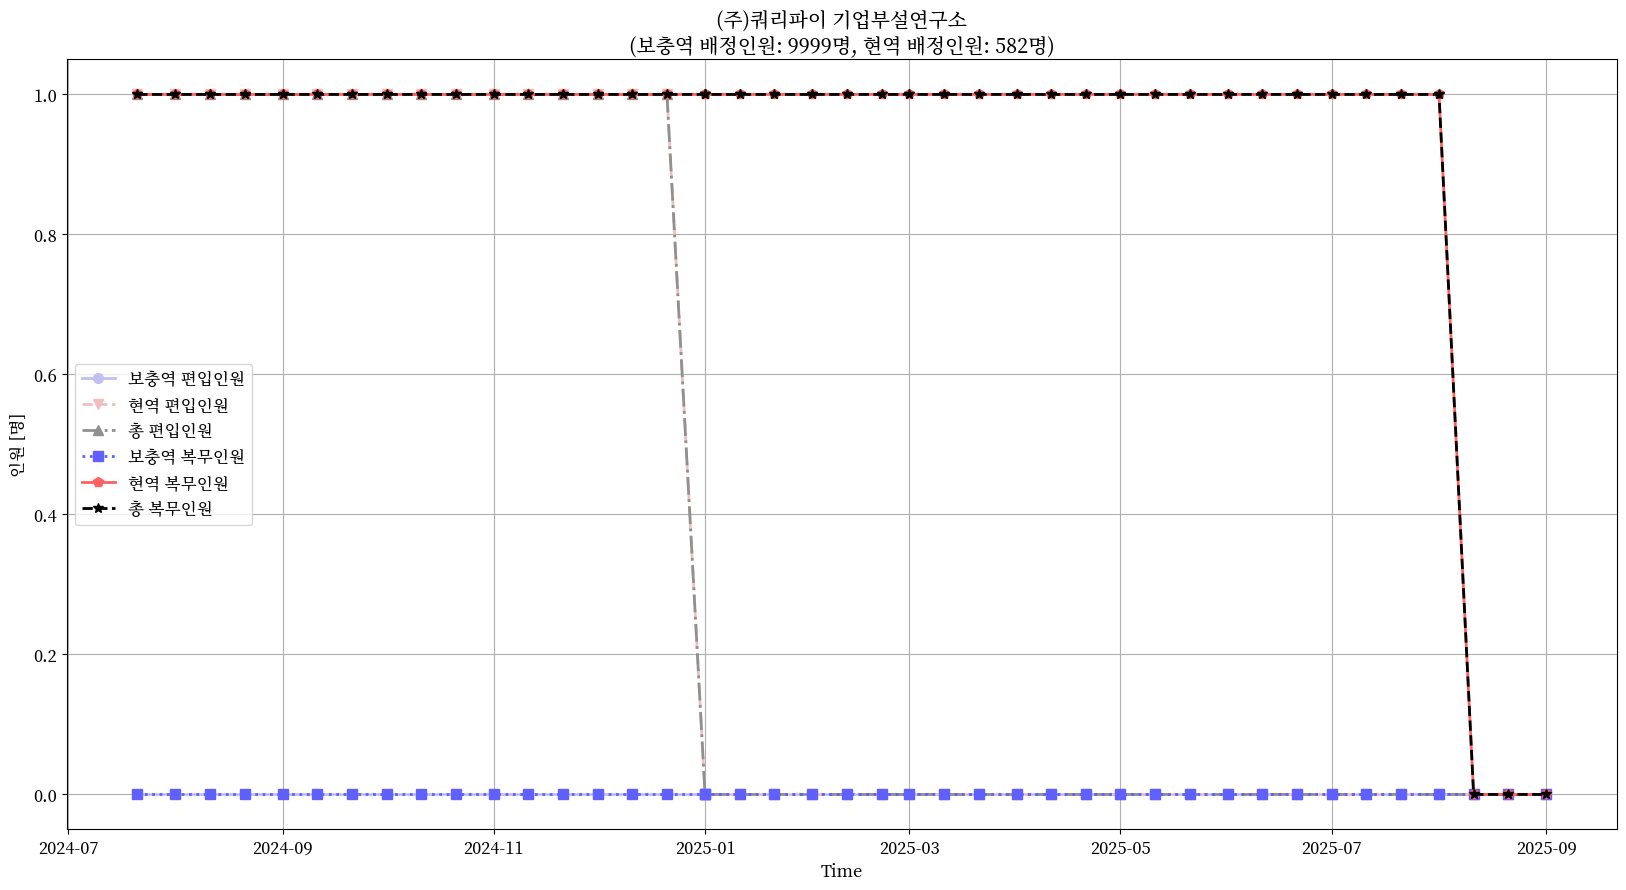 (주)쿼리파이 기업부설연구소
(보충역 배정인원: 9999명, 현역 배정인원: 582명)
인원 [명]
1.0
0.8
0.6
0.4
0.2
0.0
보충역 편입인원
현역 편입인원
총 편입인원
보충역 복무인원
현역 복무인원
총 복무인원
2024-07 2024-09 2024-11 2025-01 2025-03 2025-05 2025-07 2025-09
Time